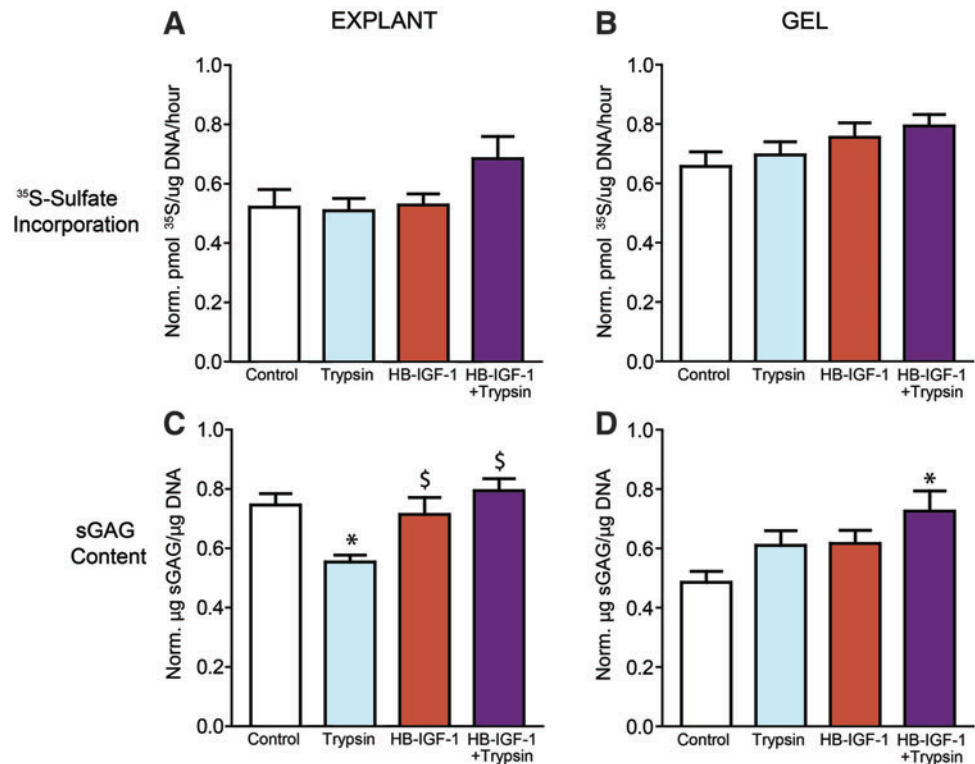 A
EXPLANT
B
GEL
³⁵S-Sulfate
Incorporation
Norm. pmol ³⁵S/ug DNA/hour
1.0
0.8
0.6
0.4
0.2
0.0
Control
Trypsin
HB-IGF-1
HB-IGF-1
+Trypsin
Norm. pmol ³⁵S/ug DNA/hour
1.0
0.8
0.6
0.4
0.2
0.0
Control
Trypsin
HB-IGF-1
HB-IGF-1
+Trypsin
C
D
sGAG
Content
Norm. µg sGAG/µg DNA
1.0
0.8
0.6
0.4
0.2
0.0
*
$
$
Control
Trypsin
HB-IGF-1
HB-IGF-1
+Trypsin
Norm. µg sGAG/µg DNA
1.0
0.8
0.6
0.4
0.2
0.0
*
Control
Trypsin
HB-IGF-1
HB-IGF-1
+Trypsin